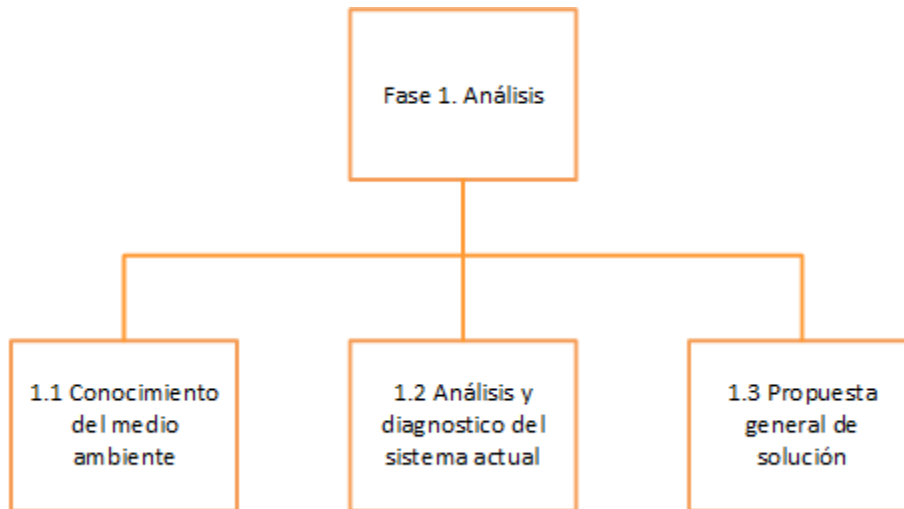 Fase 1. Análisis
1.1 Conocimiento
del medio
ambiente
1.2 Análisis y
diagnostico del
sistema actual
1.3 Propuesta
general de
solución